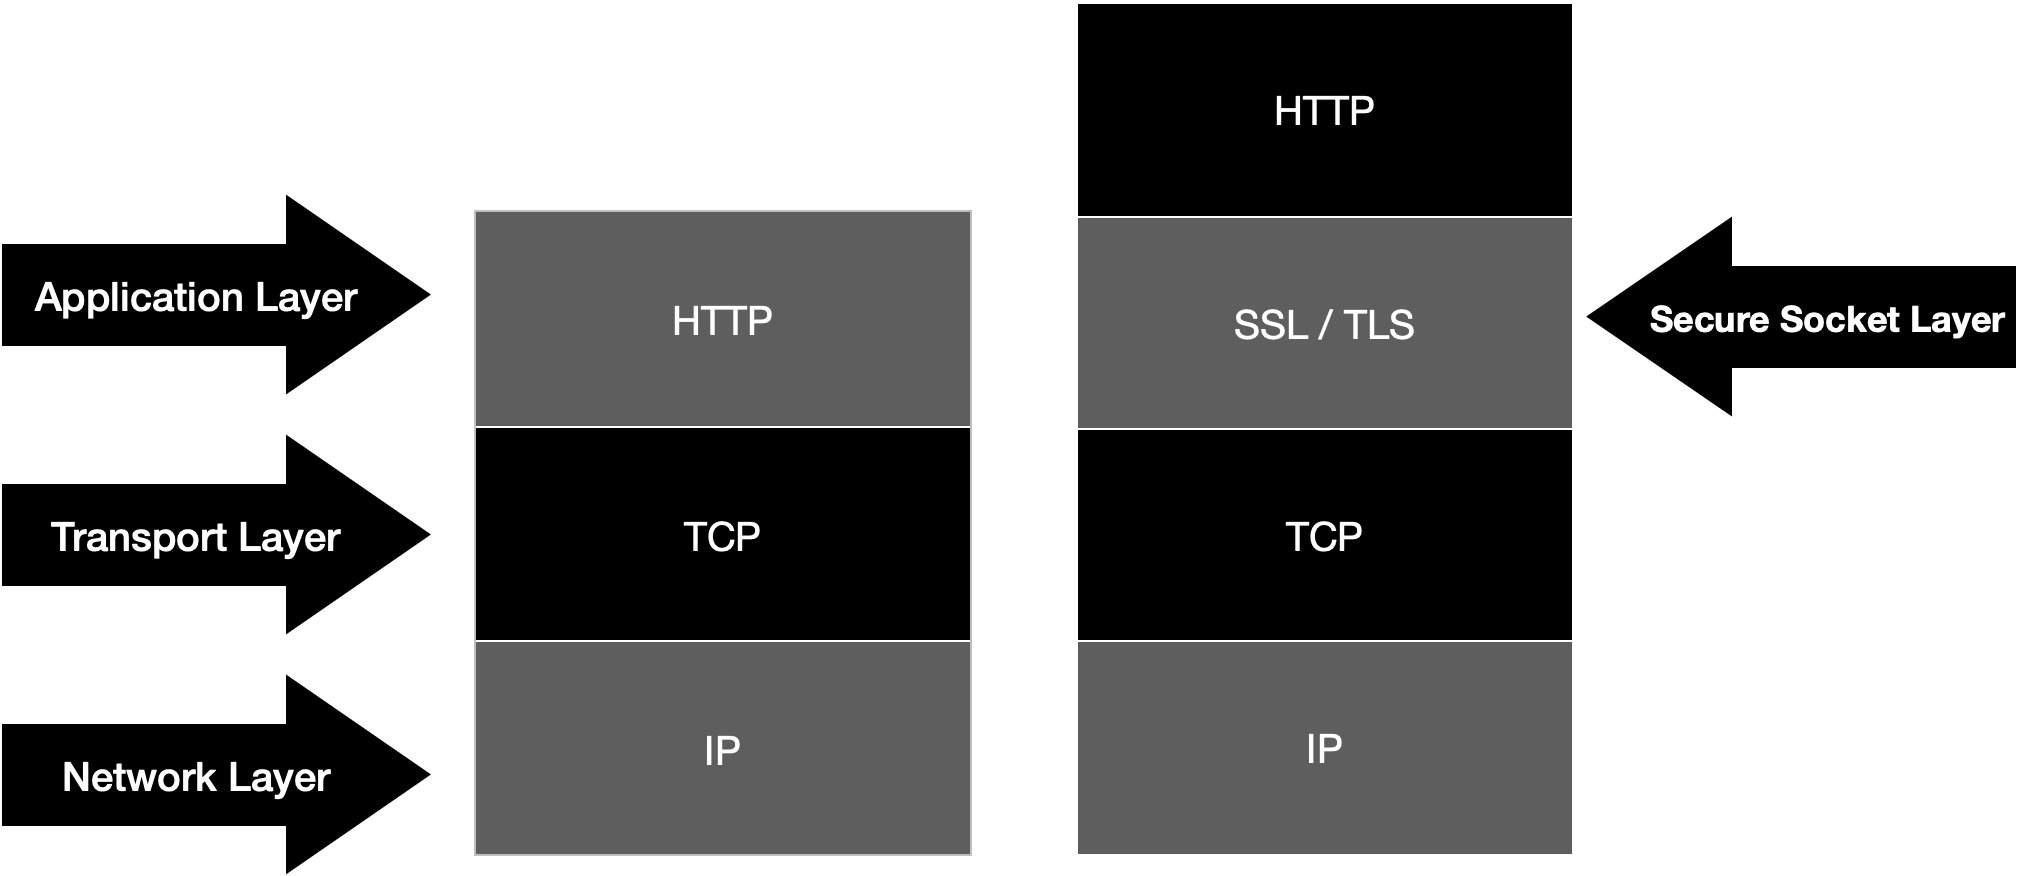 HTTP
Application Layer
HTTP
SSL / TLS
Secure Socket Layer
Transport Layer
TCP
TCP
Network Layer
IP
IP